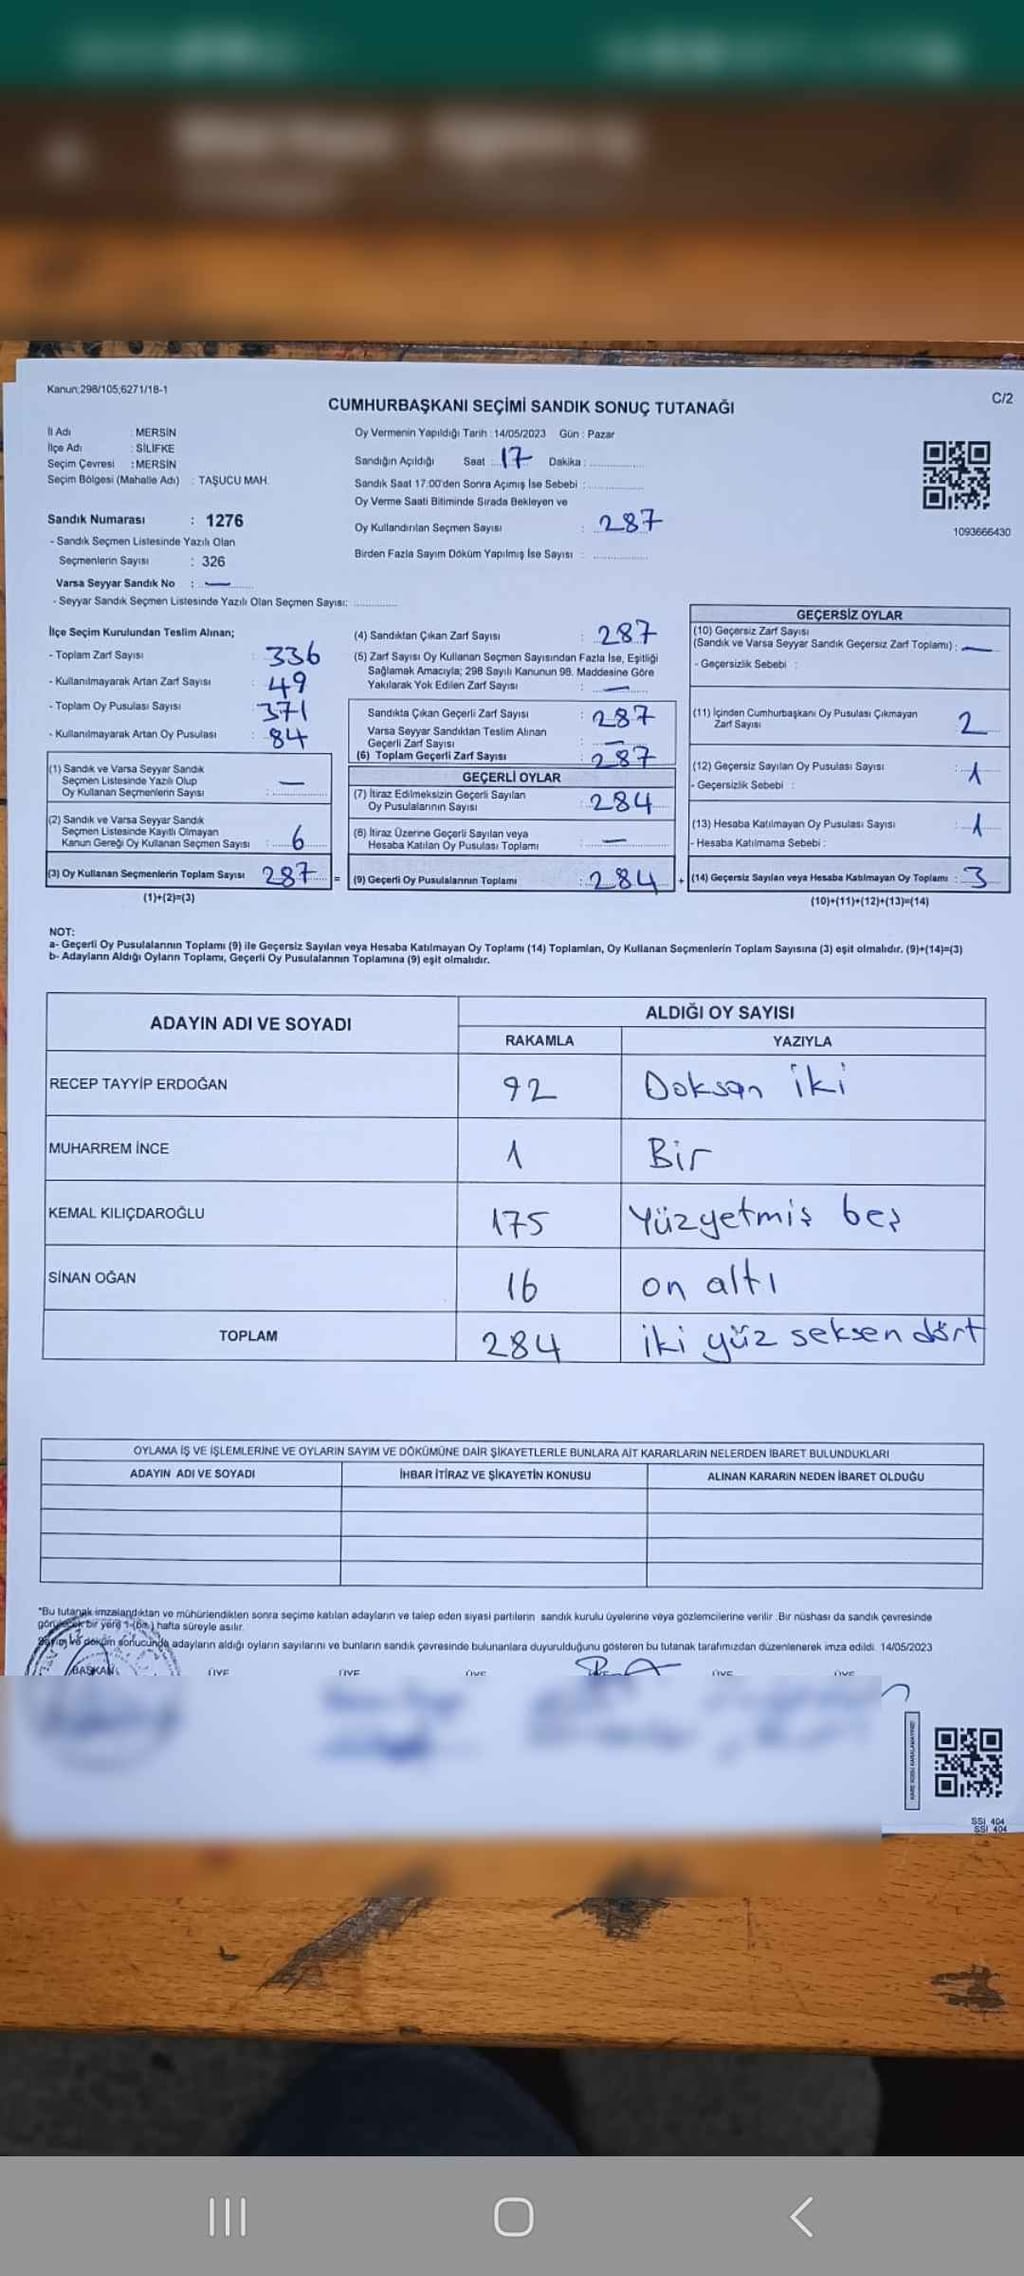 Kanun;298/105,6271/18-1
C/2
CUMHURBAŞKANI SEÇİMİ SANDIK SONUÇ TUTANAĞI
İl Adı : MERSİN
İlçe Adı : SİLİFKE
Seçim Çevresi : MERSİN
Seçim Bölgesi (Mahalle Adı) : TAŞUCU MAH.
Sandık Numarası : 1276
- Sandık Seçmen Listesinde Yazılı Olan
Seçmenlerin Sayısı : 326
Varsa Seyyar Sandık No : —
- Seyyar Sandık Seçmen Listesinde Yazılı Olan Seçmen Sayısı: ............
Oy Vermenin Yapıldığı Tarih : 14/05/2023 Gün : Pazar
Sandığın Açıldığı Saat : 17 Dakika : ............
Sandık Saat 17:00'den Sonra Açımış İse Sebebi : ............
Oy Verme Saati Bitiminde Sırada Bekleyen ve
Oy Kullandırılan Seçmen Sayısı : 287
Birden Fazla Sayım Döküm Yapılmış İse Sayısı : ............
1093666430
İlçe Seçim Kurulundan Teslim Alınan;
- Toplam Zarf Sayısı : 336
- Kullanılmayarak Artan Zarf Sayısı : 49
- Toplam Oy Pusulası Sayısı : 371
- Kullanılmayarak Artan Oy Pusulası : 84
(1) Sandık ve Varsa Seyyar Sandık
Seçmen Listesinde Yazılı Olup
Oy Kullanan Seçmenlerin Sayısı : —
(2) Sandık ve Varsa Seyyar Sandık
Seçmen Listesinde Kayıtlı Olmayan
Kanun Gereği Oy Kullanan Seçmen Sayısı : 6
(3) Oy Kullanan Seçmenlerin Toplam Sayısı 287 =
(1)+(2)=(3)
(4) Sandıktan Çıkan Zarf Sayısı : 287
(5) Zarf Sayısı Oy Kullanan Seçmen Sayısından Fazla İse, Eşitliği
Sağlamak Amacıyla; 298 Sayılı Kanunun 98. Maddesine Göre
Yakılarak Yok Edilen Zarf Sayısı : —
Sandıkta Çıkan Geçerli Zarf Sayısı : 287
Varsa Seyyar Sandıktan Teslim Alınan
Geçerli Zarf Sayısı : —
(6) Toplam Geçerli Zarf Sayısı : 287
GEÇERLİ OYLAR
(7) İtiraz Edilmeksizin Geçerli Sayılan
Oy Pusulalarının Sayısı : 284
(8) İtiraz Üzerine Geçerli Sayılan veya
Hesaba Katılan Oy Pusulası Toplamı : —
(9) Geçerli Oy Pusulalarının Toplamı : 284 +
GEÇERSİZ OYLAR
(10) Geçersiz Zarf Sayısı
(Sandık ve Varsa Seyyar Sandık Geçersiz Zarf Toplamı) : —
- Geçersizlik Sebebi :
(11) İçinden Cumhurbaşkanı Oy Pusulası Çıkmayan
Zarf Sayısı 2
(12) Geçersiz Sayılan Oy Pusulası Sayısı : 1
- Geçersizlik Sebebi :
(13) Hesaba Katılmayan Oy Pusulası Sayısı : 1
- Hesaba Katılmama Sebebi :
(14) Geçersiz Sayılan veya Hesaba Katılmayan Oy Toplamı : 3
(10)+(11)+(12)+(13)=(14)
NOT:
a- Geçerli Oy Pusulalarının Toplamı (9) ile Geçersiz Sayılan veya Hesaba Katılmayan Oy Toplamı (14) Toplamları, Oy Kullanan Seçmenlerin Toplam Sayısına (3) eşit olmalıdır. (9)+(14)=(3)
b- Adayların Aldığı Oyların Toplamı, Geçerli Oy Pusulalarının Toplamına (9) eşit olmalıdır.
ADAYIN ADI VE SOYADI ALDIĞI OY SAYISI
RAKAMLA YAZIYLA
RECEP TAYYİP ERDOĞAN 92 Doksan iki
MUHARREM İNCE 1 Bir
KEMAL KILIÇDAROĞLU 175 Yüzyetmiş beş
SİNAN OĞAN 16 on altı
TOPLAM 284 iki yüz seksen dört
OYLAMA İŞ VE İŞLEMLERİNE VE OYLARIN SAYIM VE DÖKÜMÜNE DAİR ŞİKAYETLERLE BUNLARA AİT KARARLARIN NELERDEN İBARET BULUNDUKLARI
ADAYIN ADI VE SOYADI İHBAR İTİRAZ VE ŞİKAYETİN KONUSU ALINAN KARARIN NEDEN İBARET OLDUĞU
*Bu tutanak imzalandıktan ve mühürlendikten sonra seçime katılan adayların ve talep eden siyasi partilerin sandık kurulu üyelerine veya gözlemcilerine verilir. Bir nüshası da sandık çevresinde
görülecek bir yere 1 (bir) hafta süreyle asılır.
Sayım ve döküm sonucunda adayların aldığı oyların sayılarını ve bunların sandık çevresinde bulunanlara duyurulduğunu gösteren bu tutanak tarafımızdan düzenlenerek imza edildi. 14/05/2023
BAŞKAN ÜYE ÜYE ÜYE ÜYE ÜYE
SSİ 404
SSİ 404